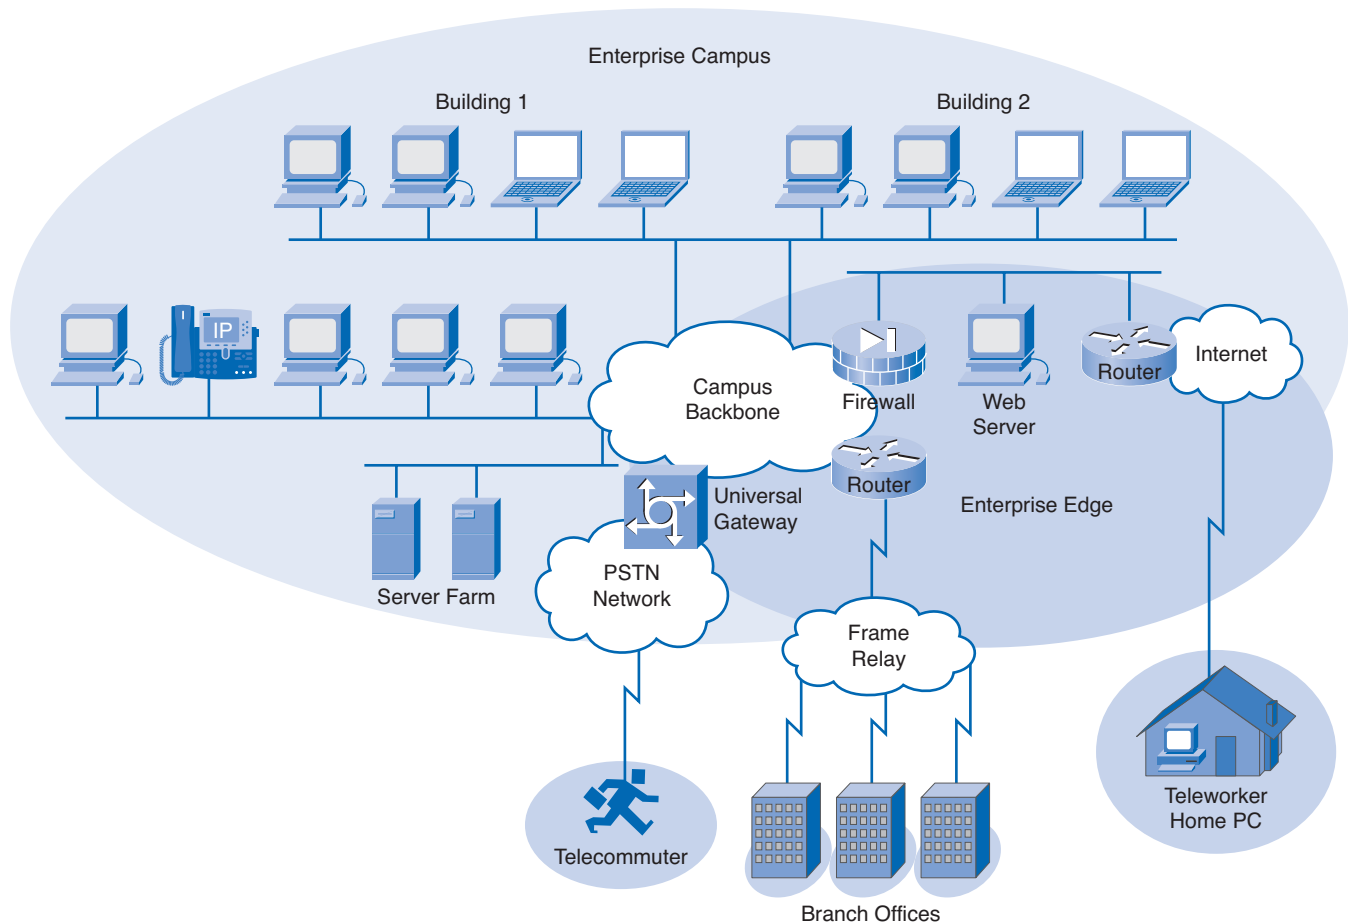 Enterprise Campus
Building 1
Building 2
IP
Campus
Backbone
Firewall
Web
Server
Router
Internet
Router
Universal
Gateway
Enterprise Edge
Server Farm
PSTN
Network
Frame
Relay
Telecommuter
Teleworker
Home PC
Branch Offices